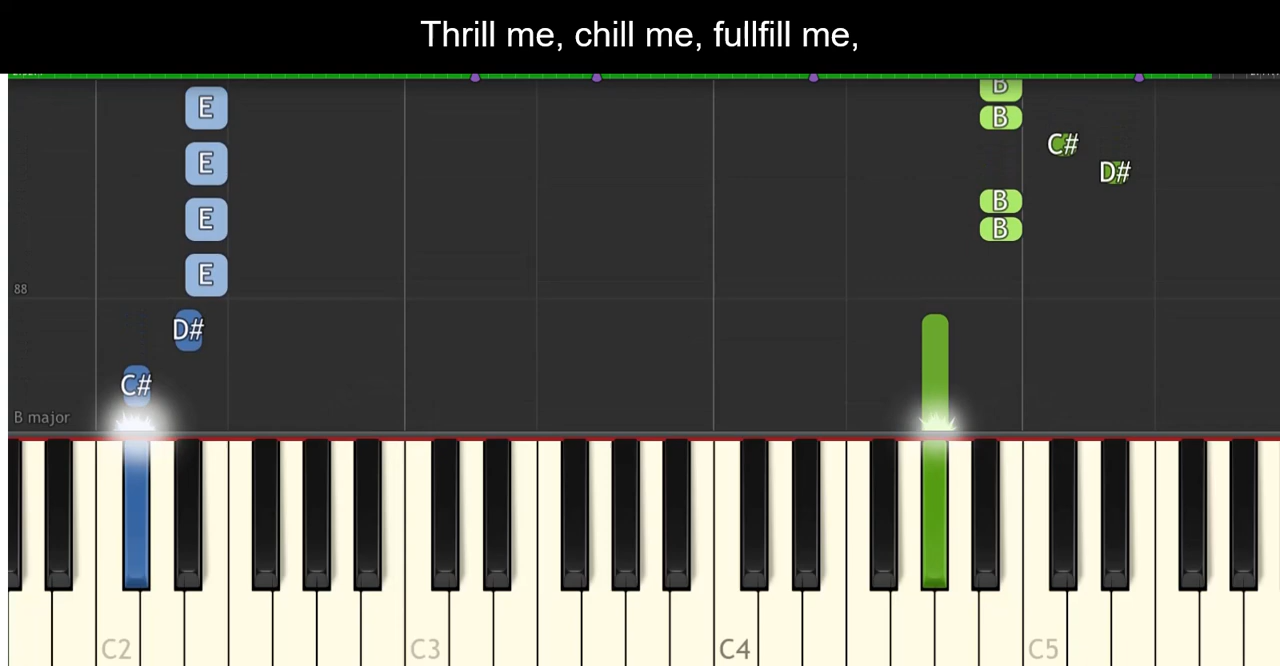 Thrill me, chill me, fullfill me,
B
E B
C#
E D#
B
E B
E
88
D#
C#
B major
C2 C3 C4 C5